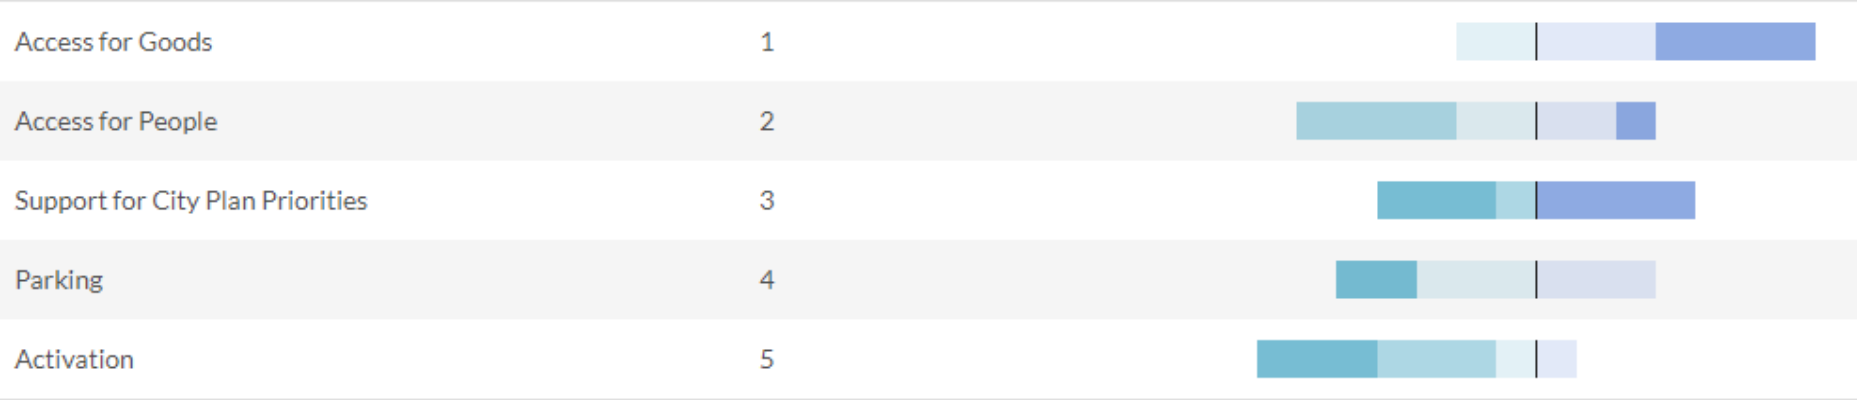 Access for Goods 1
Access for People 2
Support for City Plan Priorities 3
Parking 4
Activation 5